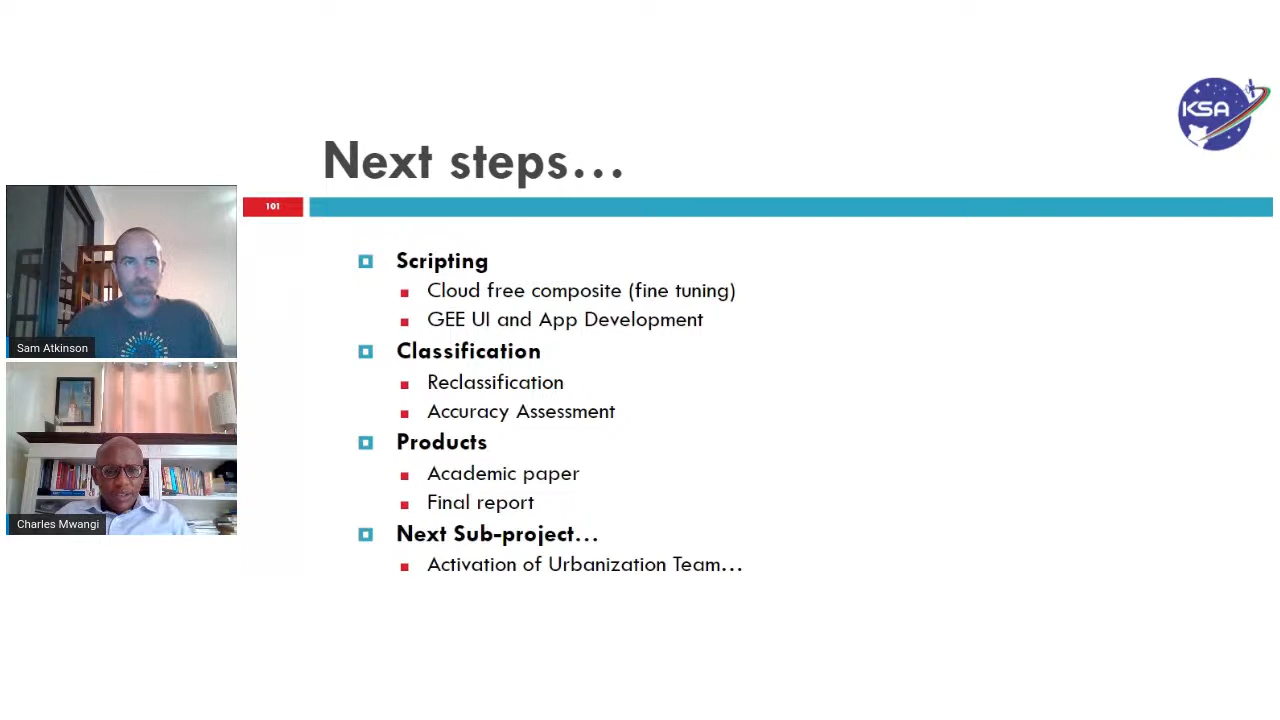 KSA
Next steps…
101
Scripting
Cloud free composite (fine tuning)
GEE UI and App Development
Classification
Reclassification
Accuracy Assessment
Products
Academic paper
Final report
Next Sub-project…
Activation of Urbanization Team…
Sam Atkinson
Charles Mwangi